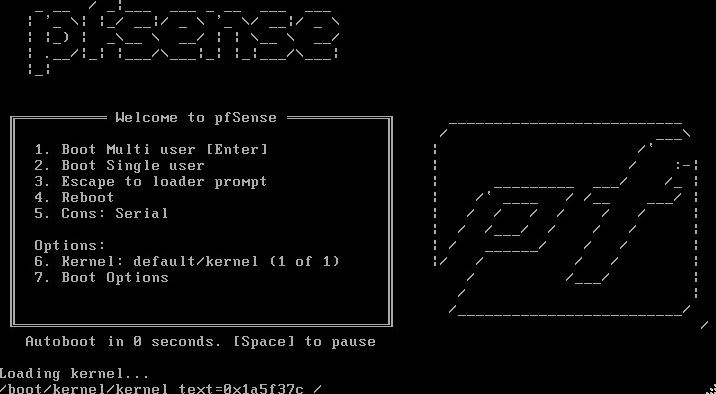 pfSense
Welcome to pfSense
1. Boot Multi user [Enter]
2. Boot Single user
3. Escape to loader prompt
4. Reboot
5. Cons: Serial
Options:
6. Kernel: default/kernel (1 of 1)
7. Boot Options
pf
Autoboot in 0 seconds. [Space] to pause
Loading kernel...
/boot/kernel/kernel text=0x1a5f37c /